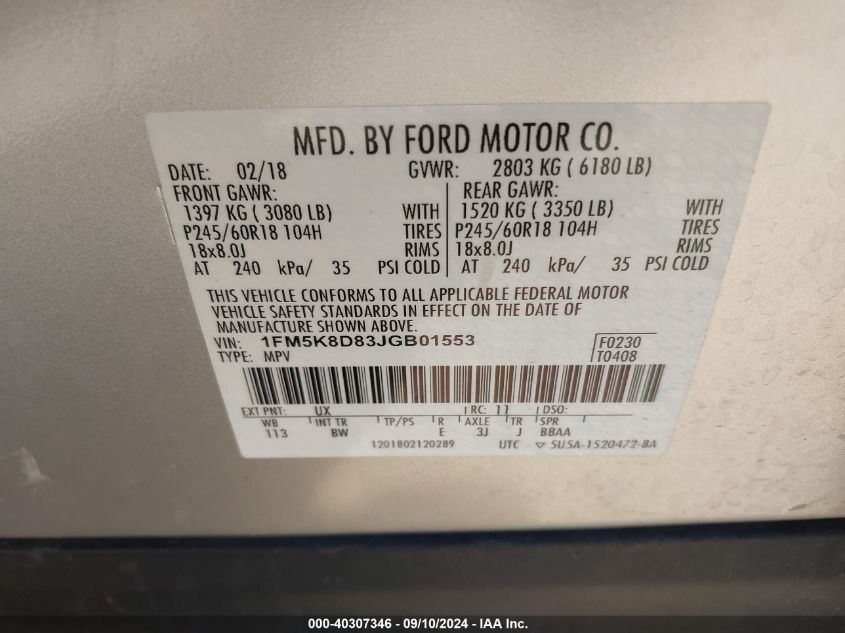 MFD. BY FORD MOTOR CO.
DATE: 02/18 GVWR: 2803 KG ( 6180 LB)
FRONT GAWR: REAR GAWR:
1397 KG ( 3080 LB) WITH 1520 KG ( 3350 LB) WITH
P245/60R18 104H TIRES P245/60R18 104H TIRES
18x8.0J RIMS 18x8.0J RIMS
AT 240 kPa/ 35 PSI COLD AT 240 kPa/ 35 PSI COLD
THIS VEHICLE CONFORMS TO ALL APPLICABLE FEDERAL MOTOR
VEHICLE SAFETY STANDARDS IN EFFECT ON THE DATE OF
MANUFACTURE SHOWN ABOVE.
VIN: 1FM5K8D83JGB01553 F0230
TYPE: MPV T0408
EXT PNT: UX RC: 11 DSO:
WB INT TR TP/PS R AXLE TR SPR
113 BW E 3J J BBAA
1201802120289 UTC ▽ 5U5A-1520472-BA
000-40307346 - 09/10/2024 - IAA Inc.